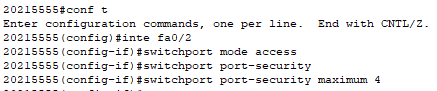 20215555#conf t
Enter configuration commands, one per line.  End with CNTL/Z.
20215555(config)#inte fa0/2
20215555(config-if)#switchport mode access
20215555(config-if)#switchport port-security
20215555(config-if)#switchport port-security maximum 4